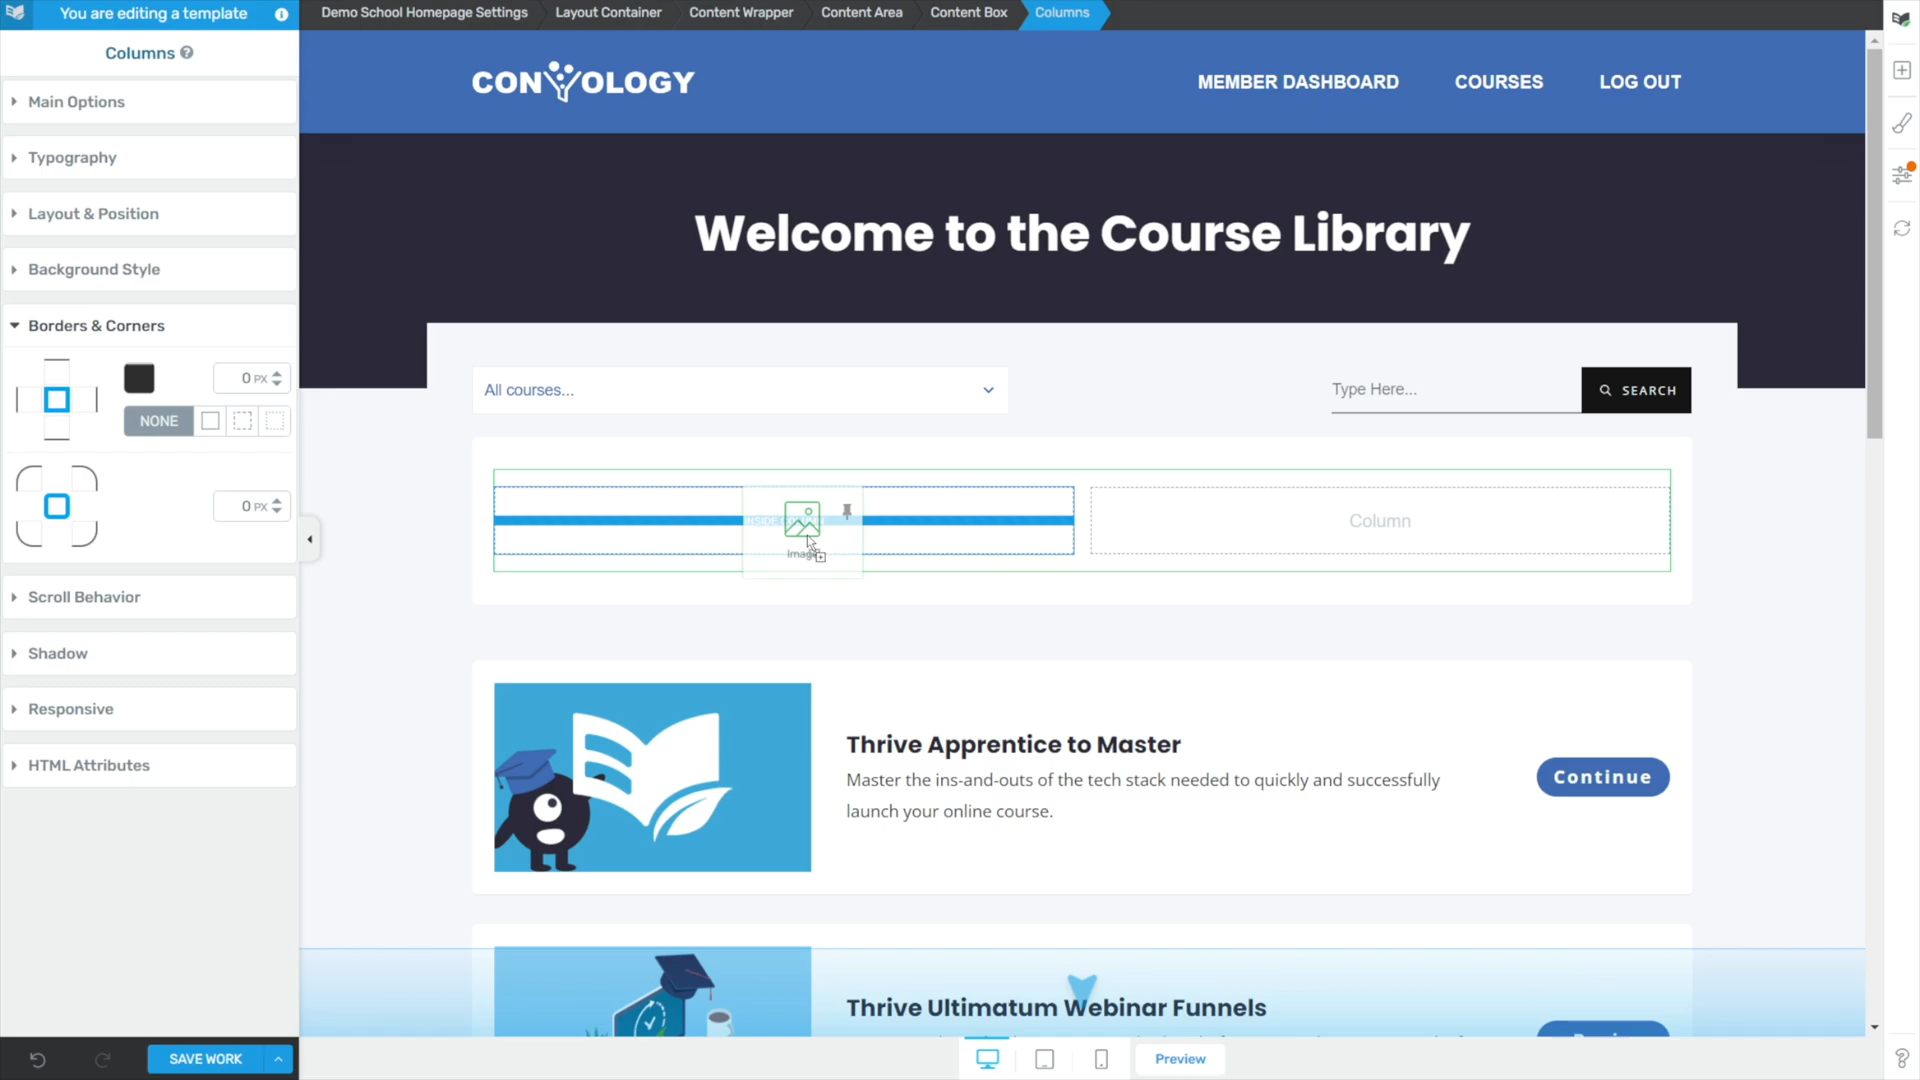 You are editing a template
Demo School Homepage Settings
Layout Container
Content Wrapper
Content Area
Content Box
Columns
Columns
Main Options
Typography
Layout & Position
Background Style
Borders & Corners
0 PX
NONE
0 PX
Scroll Behavior
Shadow
Responsive
HTML Attributes
SAVE WORK
CONVOLOGY
MEMBER DASHBOARD
COURSES
LOG OUT
Welcome to the Course Library
All courses...
Type Here...
SEARCH
Image
Column
Thrive Apprentice to Master
Master the ins-and-outs of the tech stack needed to quickly and successfully
launch your online course.
Continue
Thrive Ultimatum Webinar Funnels
Preview